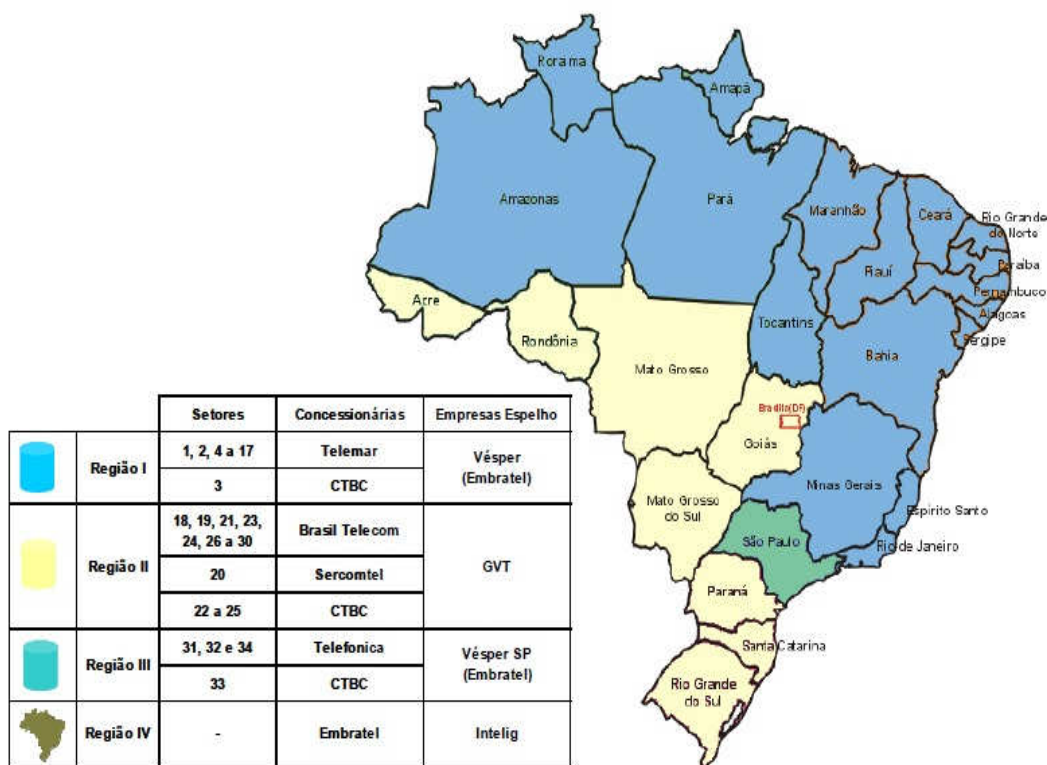 Roraima
Amapá
Amazonas
Pará
Maranhão
Ceará
Rio Grande
do Norte
Paraíba
Piauí
Pernambuco
Alagoas
Sergipe
Acre
Rondônia
Tocantins
Bahia
Mato Grosso
Brasília(DF)
Goiás
Minas Gerais
Mato Grosso
do Sul
Espirito Santo
São Paulo
Rio de Janeiro
Paraná
Santa Catarina
Rio Grande
do Sul
Setores Concessionárias Empresas Espelho
Região I 1, 2, 4 a 17 Telemar Vésper
(Embratel)
3 CTBC
Região II 18, 19, 21, 23,
24, 26 a 30 Brasil Telecom GVT
20 Sercomtel
22 a 25 CTBC
Região III 31, 32 e 34 Telefonica Vésper SP
(Embratel)
33 CTBC
Região IV - Embratel Intelig